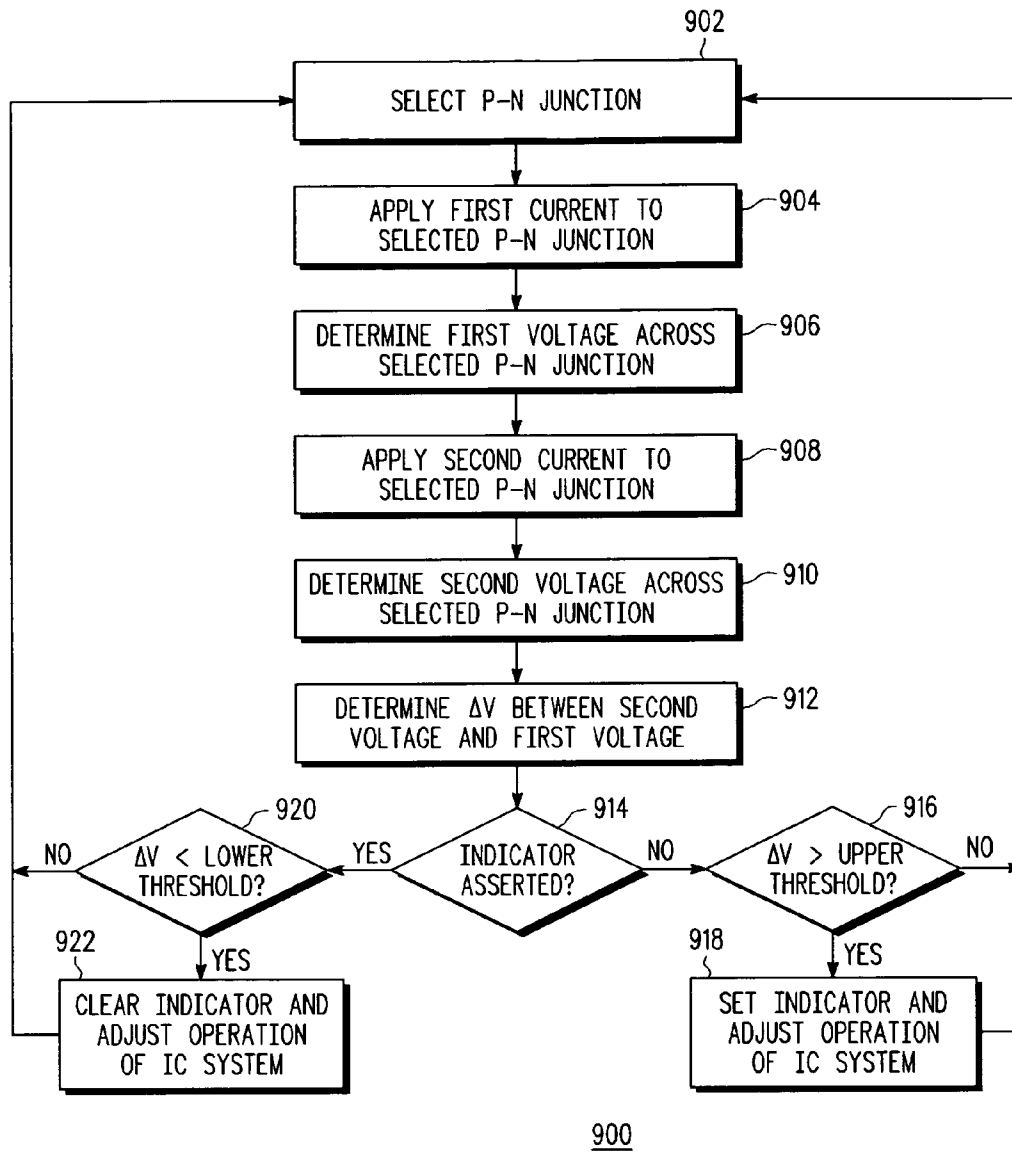 902
SELECT P-N JUNCTION
APPLY FIRST CURRENT TO
SELECTED P-N JUNCTION
904
DETERMINE FIRST VOLTAGE ACROSS
SELECTED P-N JUNCTION
906
APPLY SECOND CURRENT TO
SELECTED P-N JUNCTION
908
DETERMINE SECOND VOLTAGE ACROSS
SELECTED P-N JUNCTION
910
DETERMINE ΔV BETWEEN SECOND
VOLTAGE AND FIRST VOLTAGE
912
920
914
916
NO
ΔV < LOWER
THRESHOLD?
YES
INDICATOR
ASSERTED?
NO
ΔV > UPPER
THRESHOLD?
NO
922
YES
918
YES
CLEAR INDICATOR AND
ADJUST OPERATION
OF IC SYSTEM
SET INDICATOR AND
ADJUST OPERATION
OF IC SYSTEM
900